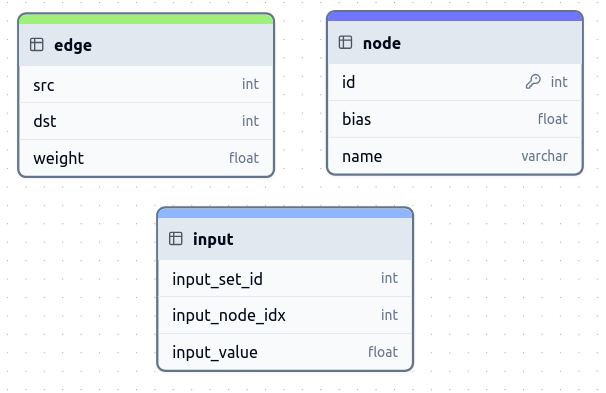 edge
src int
dst int
weight float
node
id int
bias float
name varchar
input
input_set_id int
input_node_idx int
input_value float